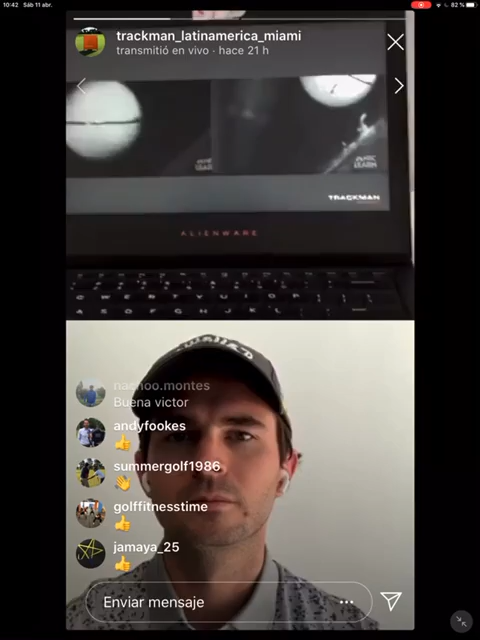 10:42 Sáb 11 abr.
82 %
trackman_latinamerica_miami
transmitió en vivo · hace 21 h
TRACKMAN
ALIENWARE
nachoo.montes
Buena victor
andyfookes
👍
summergolf1986
👋
golffitnesstime
👍
jamaya_25
👍
Enviar mensaje